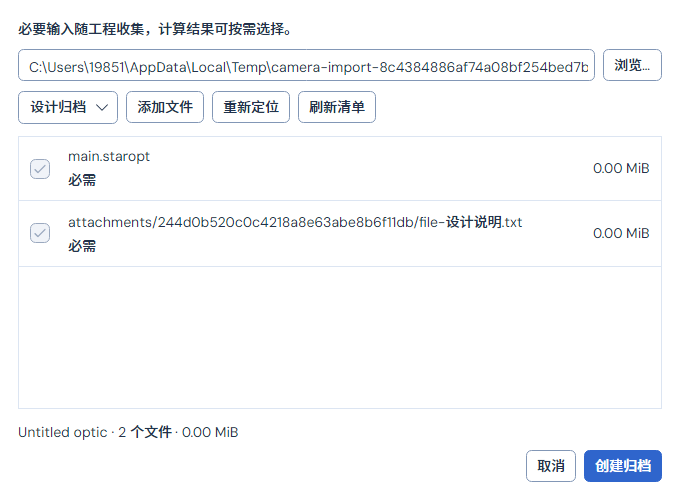 必要输入随工程收集，计算结果可按需选择。
C:\Users\19851\AppData\Local\Temp\camera-import-8c4384886af74a08bf254bed7b
浏览...
设计归档 添加文件 重新定位 刷新清单
main.staropt
必需
0.00 MiB
attachments/244d0b520c0c4218a8e63abe8b6f11db/file-设计说明.txt
必需
0.00 MiB
Untitled optic · 2 个文件 · 0.00 MiB
取消 创建归档